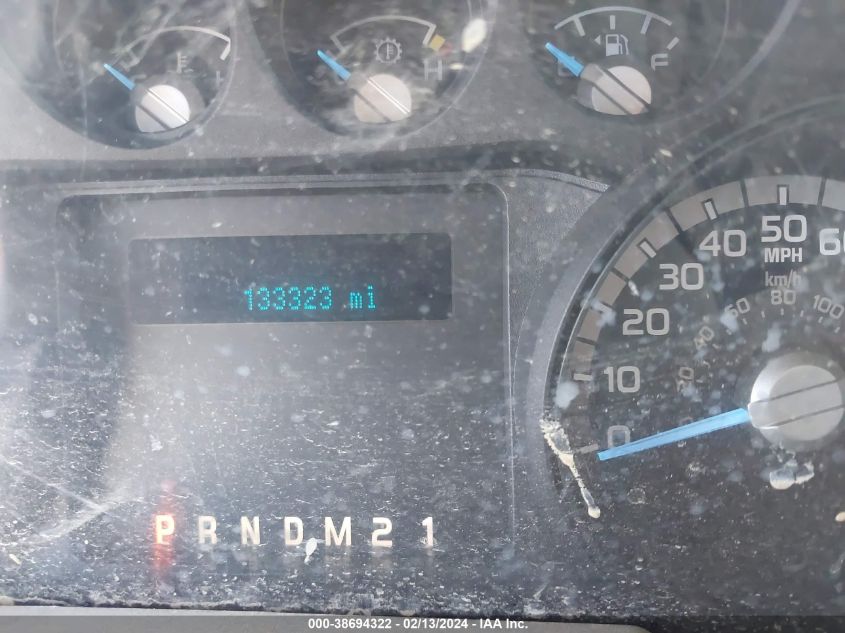 H
F
133323 mi
0 10 20 30 40 50 60
MPH
km/h
20 40 60 80 100
P R N D M 2 1
000-38694322 - 02/13/2024 - IAA Inc.